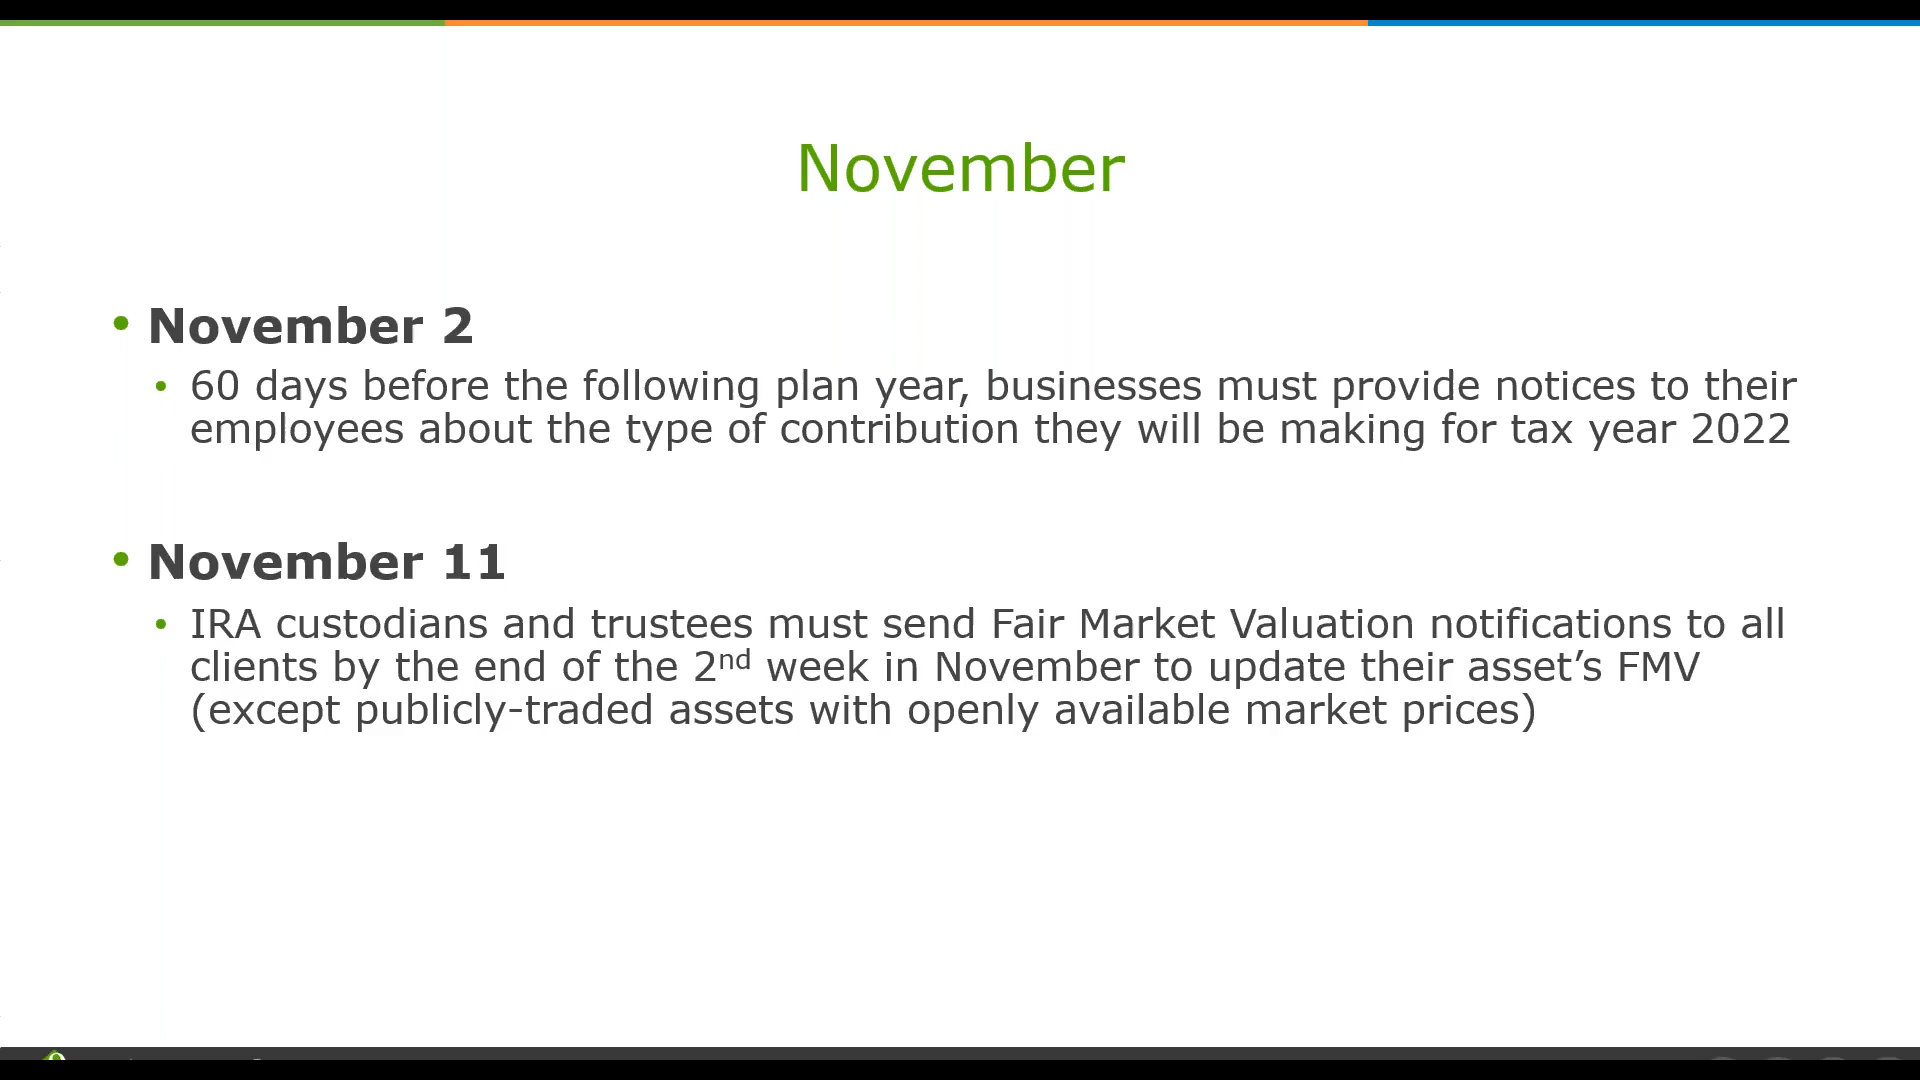 November
• November 2
• 60 days before the following plan year, businesses must provide notices to their
employees about the type of contribution they will be making for tax year 2022
• November 11
• IRA custodians and trustees must send Fair Market Valuation notifications to all
clients by the end of the 2nd week in November to update their asset’s FMV
(except publicly-traded assets with openly available market prices)